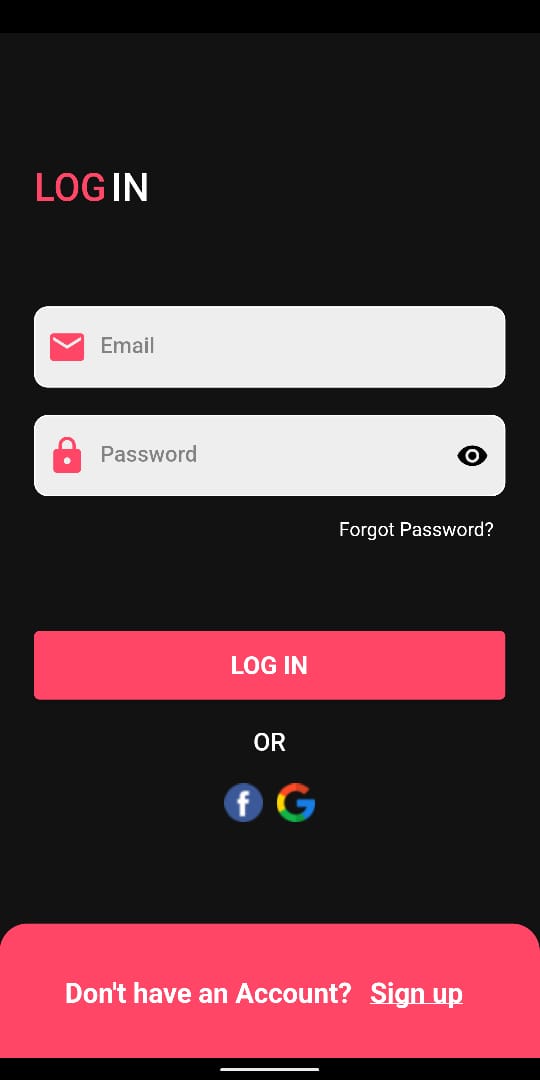 LOG IN
Email
Password
Forgot Password?
LOG IN
OR
f G
Don't have an Account? Sign up